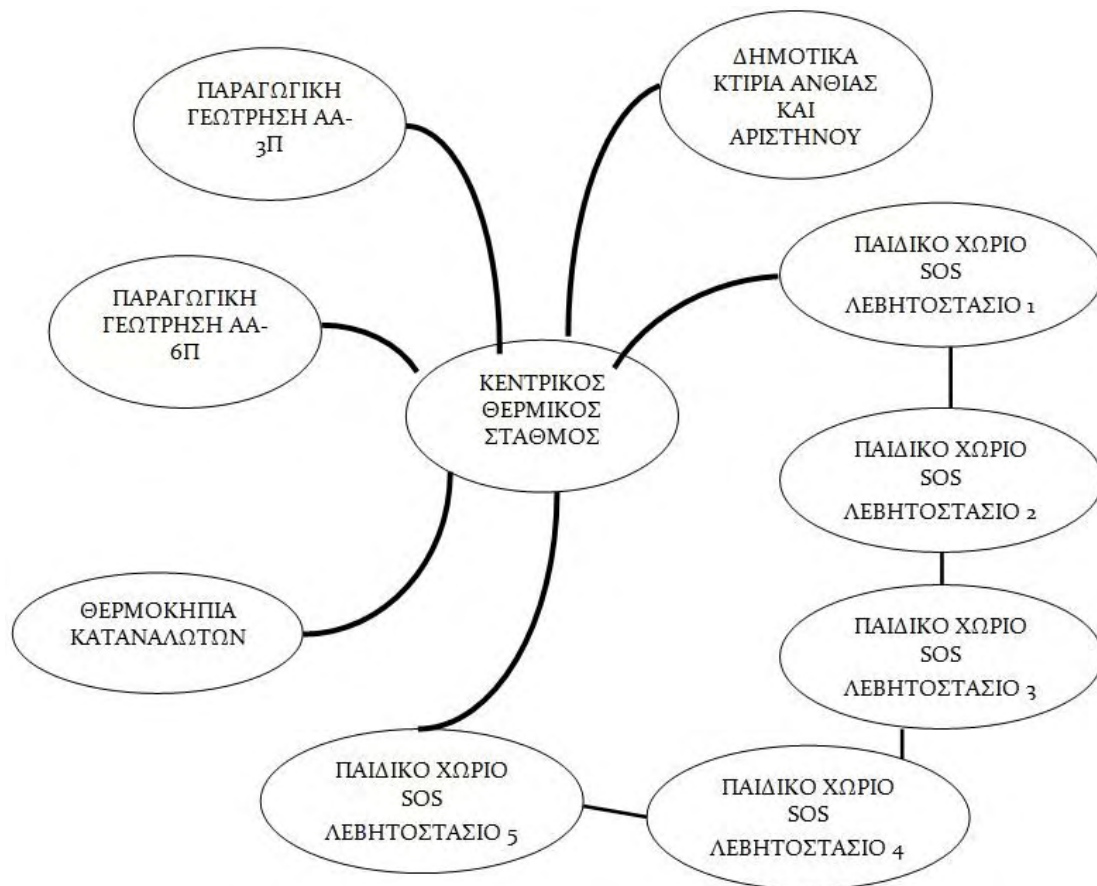 ΠΑΡΑΓΩΓΙΚΗ
ΓΕΩΤΡΗΣΗ ΑΑ-
3Π
ΔΗΜΟΤΙΚΑ
ΚΤΙΡΙΑ ΑΝΘΙΑΣ
ΚΑΙ
ΑΡΙΣΤΗΝΟΥ
ΠΑΙΔΙΚΟ ΧΩΡΙΟ
SOS
ΛΕΒΗΤΟΣΤΑΣΙΟ 1
ΠΑΡΑΓΩΓΙΚΗ
ΓΕΩΤΡΗΣΗ ΑΑ-
6Π
ΚΕΝΤΡΙΚΟΣ
ΘΕΡΜΙΚΟΣ
ΣΤΑΘΜΟΣ
ΠΑΙΔΙΚΟ ΧΩΡΙΟ
SOS
ΛΕΒΗΤΟΣΤΑΣΙΟ 2
ΘΕΡΜΟΚΗΠΙΑ
ΚΑΤΑΝΑΛΩΤΩΝ
ΠΑΙΔΙΚΟ ΧΩΡΙΟ
SOS
ΛΕΒΗΤΟΣΤΑΣΙΟ 3
ΠΑΙΔΙΚΟ ΧΩΡΙΟ
SOS
ΛΕΒΗΤΟΣΤΑΣΙΟ 5
ΠΑΙΔΙΚΟ ΧΩΡΙΟ
SOS
ΛΕΒΗΤΟΣΤΑΣΙΟ 4